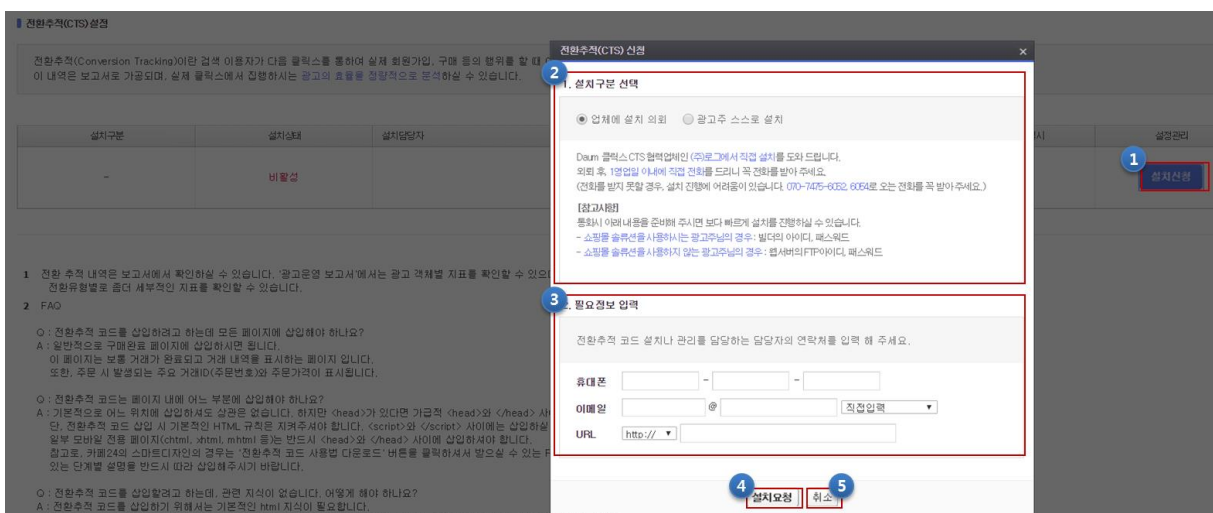 전환추적(CTS)설정
전환추적(Conversion Tracking)이란 검색 이용자가 다음 클릭스를 통하여 실제 회원가입, 구매 등의 행위를 할 때
이 내역은 보고서로 가공되며, 실제 클릭스에서 집행하시는 광고의 효율을 정량적으로 분석하실 수 있습니다.
설치구분 설치상태 설치담당자 시 설정관리
- 비활성 설치신청
1
1 전환 추적 내역은 보고서에서 확인하실 수 있습니다. '광고운영 보고서'에서는 광고 객체별 지표를 확인할 수 있으
전환유형별로 좀더 세부적인 지표를 확인할 수 있습니다.
2 FAQ
Q : 전환추적 코드를 삽입하려고 하는데 모든 페이지에 삽입해야 하나요?
A : 일반적으로 구매완료 페이지에 삽입하시면 됩니다.
이 페이지는 보통 거래가 완료되고 거래 내역을 표시하는 페이지 입니다.
또한, 주문 시 발생되는 주요 거래ID(주문번호)와 주문가격이 표시됩니다.
Q : 전환추적 코드는 페이지 내에 어느 부분에 삽입해야 하나요?
A : 기본적으로 어느 위치에 삽입하셔도 상관은 없습니다. 하지만 <head>가 있다면 가급적 <head>와 </head> 사이
단, 전환추적 코드 삽입 시 기본적인 HTML 규칙은 지켜주셔야 합니다. <script>와 </script> 사이에는 삽입하실
일부 모바일 전용 페이지(chtml, xhtml, mhtml 등)는 반드시 <head>와 </head> 사이에 삽입하셔야 합니다.
참고로, 카페24의 스마트디자인의 경우는 '전환추적 코드 사용법 다운로드' 버튼을 클릭하셔서 받으실 수 있는
있는 단계별 설명을 반드시 따라 삽입해주시기 바랍니다.
Q : 전환추적 코드를 삽입할려고 하는데, 관련 지식이 없습니다. 어떻게 해야 하나요?
A : 전환추적 코드를 삽입하기 위해서는 기본적인 html 지식이 필요합니다.
전환추적(CTS) 신청 ×
2
1. 설치구분 선택
업체에 설치 의뢰 광고주 스스로 설치
Daum 클릭스 CTS 협력업체인 (주)로그에서 직접 설치를 도와 드립니다.
의뢰 후, 1영업일 이내에 직접 전화를 드리니 꼭 전화를 받아 주세요.
(전화를 받지 못할 경우, 설치 진행에 어려움이 있습니다. 070-7475-6052, 6054로 오는 전화를 꼭 받아주세요.)
[참고사항]
통화시 아래 내용을 준비해 주시면 보다 빠르게 설치를 진행하실 수 있습니다.
- 쇼핑몰 솔루션을 사용하시는 광고주님의 경우 : 빌더의 아이디, 패스워드
- 쇼핑몰 솔루션을 사용하지 않는 광고주님의 경우 : 웹서버의 FTP아이디, 패스워드
3
2. 필요정보 입력
전환추적 코드 설치나 관리를 담당하는 담당자의 연락처를 입력 해 주세요.
휴대폰 - -
이메일 @ 직접입력
URL http://
4 5
설치요청 취소